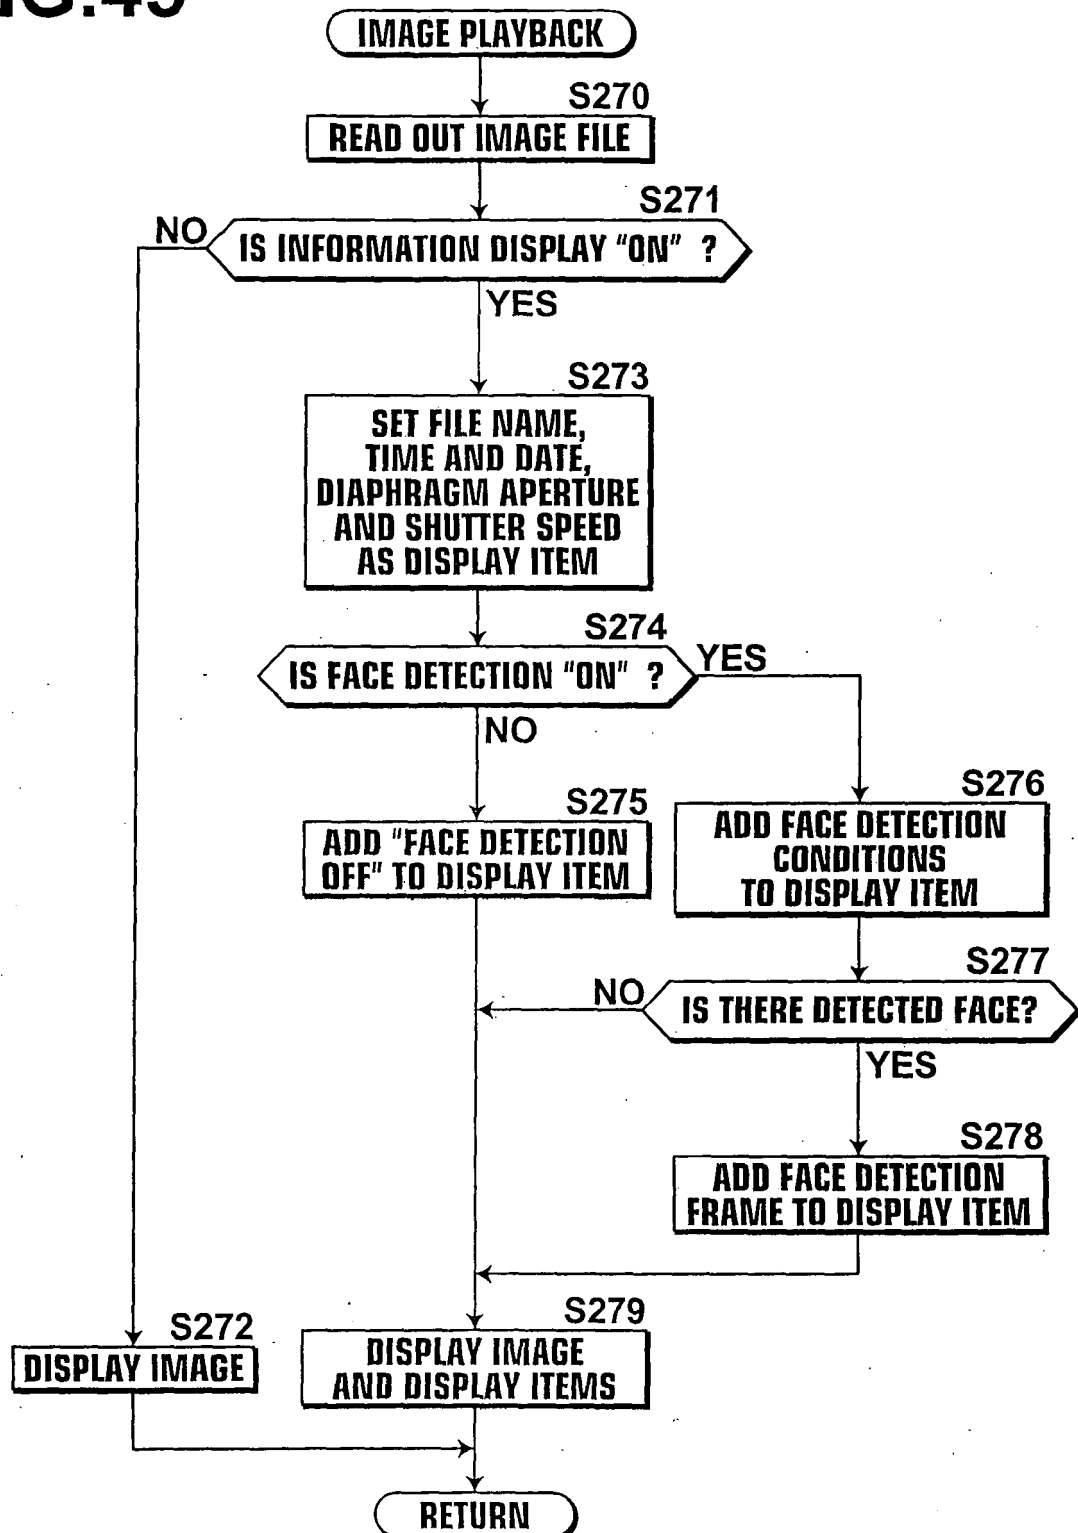 IMAGE PLAYBACK
S270
READ OUT IMAGE FILE
S271
NO
IS INFORMATION DISPLAY "ON" ?
YES
S273
SET FILE NAME,
TIME AND DATE,
DIAPHRAGM APERTURE
AND SHUTTER SPEED
AS DISPLAY ITEM
S274
IS FACE DETECTION "ON" ?
YES
NO
S275
ADD "FACE DETECTION
OFF" TO DISPLAY ITEM
S276
ADD FACE DETECTION
CONDITIONS
TO DISPLAY ITEM
S277
NO
IS THERE DETECTED FACE?
YES
S278
ADD FACE DETECTION
FRAME TO DISPLAY ITEM
S272
DISPLAY IMAGE
S279
DISPLAY IMAGE
AND DISPLAY ITEMS
RETURN